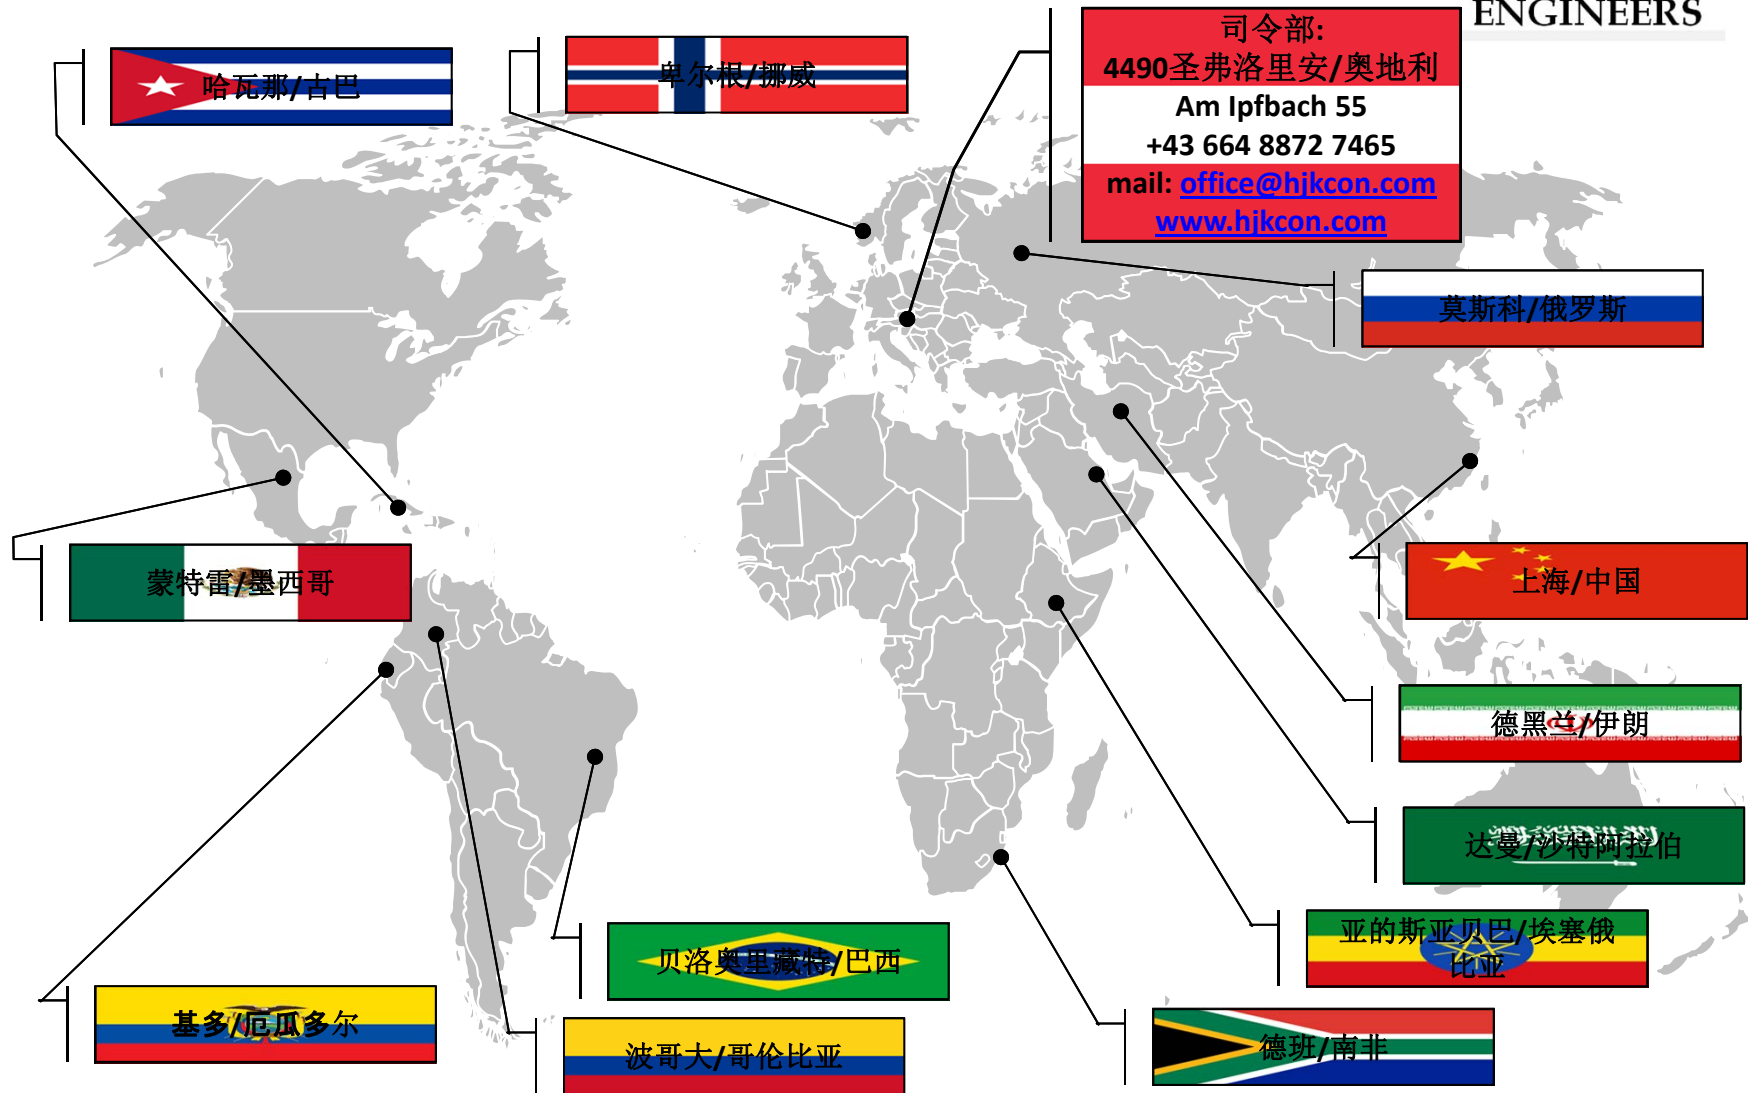 ENGINEERS
司令部:
4490圣弗洛里安/奥地利
Am Ipfbach 55
+43 664 8872 7465
mail: office@hjkcon.com
www.hjkcon.com
哈瓦那/古巴
卑尔根/挪威
莫斯科/俄罗斯
蒙特雷/墨西哥
上海/中国
德黑兰/伊朗
达曼/沙特阿拉伯
亚的斯亚贝巴/埃塞俄
比亚
贝洛奥里藏特/巴西
基多/厄瓜多尔
波哥大/哥伦比亚
德班/南非